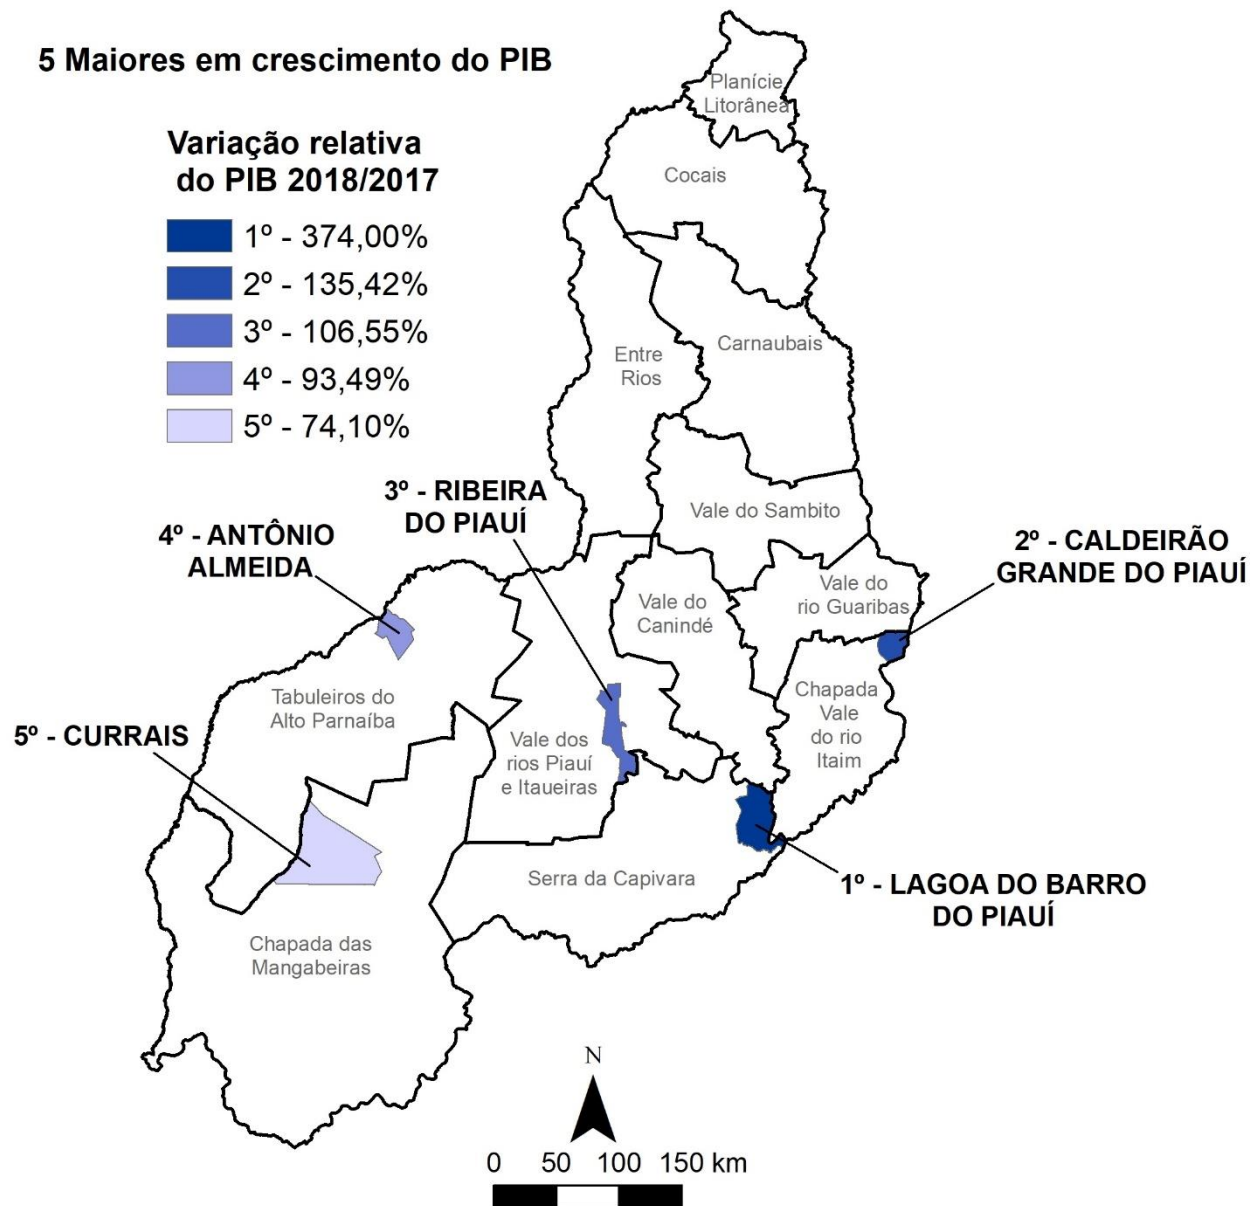 5 Maiores em crescimento do PIB
Variação relativa
do PIB 2018/2017
1º - 374,00%
2º - 135,42%
3º - 106,55%
4º - 93,49%
5º - 74,10%
Planície
Litorânea
Cocais
Carnaubais
Entre
Rios
3º - RIBEIRA
DO PIAUÍ
Vale do Sambito
4º - ANTÔNIO
ALMEIDA
2º - CALDEIRÃO
GRANDE DO PIAUÍ
Vale do
rio Guaribas
Vale do
Canindé
Tabuleiros do
Alto Parnaíba
Chapada
Vale
do rio
Itaim
5º - CURRAIS
Vale dos
rios Piauí
e Itaueiras
Serra da Capivara
1º - LAGOA DO BARRO
DO PIAUÍ
Chapada das
Mangabeiras
N
0 50 100 150 km